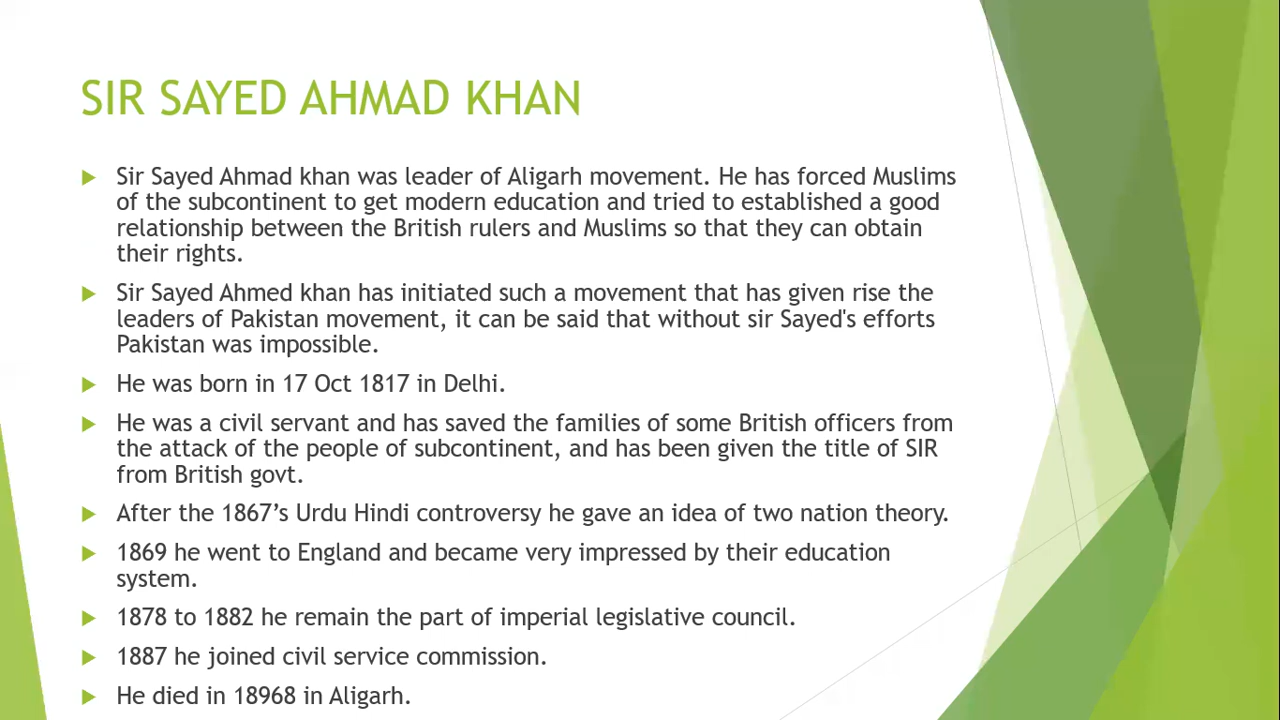 SIR SAYED AHMAD KHAN
Sir Sayed Ahmad khan was leader of Aligarh movement. He has forced Muslims
of the subcontinent to get modern education and tried to established a good
relationship between the British rulers and Muslims so that they can obtain
their rights.
Sir Sayed Ahmed khan has initiated such a movement that has given rise the
leaders of Pakistan movement, it can be said that without sir Sayed's efforts
Pakistan was impossible.
He was born in 17 Oct 1817 in Delhi.
He was a civil servant and has saved the families of some British officers from
the attack of the people of subcontinent, and has been given the title of SIR
from British govt.
After the 1867’s Urdu Hindi controversy he gave an idea of two nation theory.
1869 he went to England and became very impressed by their education
system.
1878 to 1882 he remain the part of imperial legislative council.
1887 he joined civil service commission.
He died in 18968 in Aligarh.